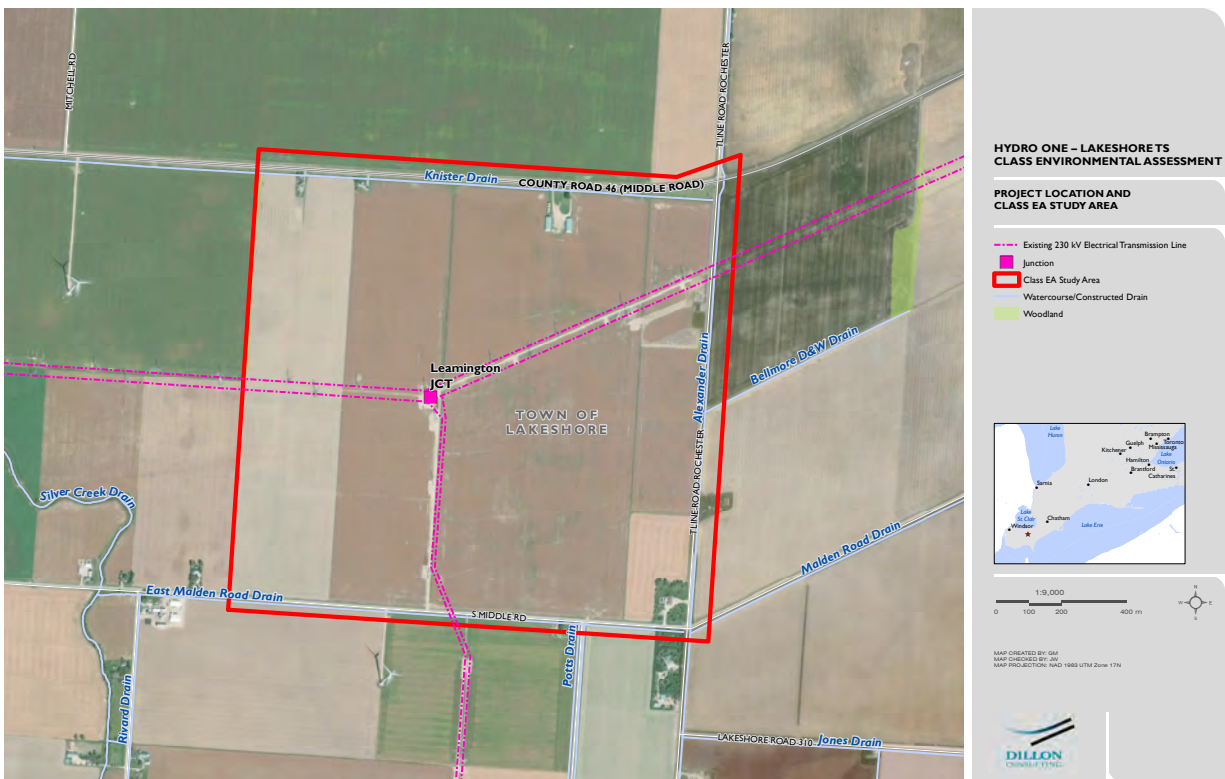 MITCHELL RD
TLINE ROAD ROCHESTER
Knister Drain
COUNTY ROAD 46 (MIDDLE ROAD)
Leamington
JCT
TOWN OF
LAKESHORE
Alexander Drain
Bellmore D&W Drain
TLINE ROAD ROCHESTER
Silver Creek Drain
East Malden Road Drain
Malden Road Drain
S MIDDLE RD
Potts Drain
Rivard Drain
LAKESHORE ROAD 310
Jones Drain
HYDRO ONE – LAKESHORE TS
CLASS ENVIRONMENTAL ASSESSMENT
PROJECT LOCATION AND
CLASS EA STUDY AREA
Existing 230 kV Electrical Transmission Line
Junction
Class EA Study Area
Watercourse/Constructed Drain
Woodland
Lake
Huron
Brampton
Toronto
Guelph
Mississauga
Kitchener
Lake
Ontario
Hamilton
Brantford
St.
Catharines
Sarnia
London
Lake
St. Clair
Chatham
Windsor
Lake Erie
1:9,000
0 100 200 400 m
N
W E
S
MAP CREATED BY: GM
MAP CHECKED BY: JW
MAP PROJECTION: NAD 1983 UTM Zone 17N
DILLON
CONSULTING